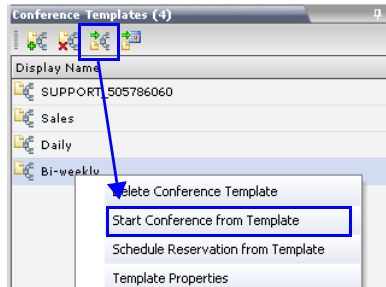 Conference Templates (4)
Display Name
SUPPORT_505786060
Sales
Daily
Bi-weekly
Delete Conference Template
Start Conference from Template
Schedule Reservation from Template
Template Properties